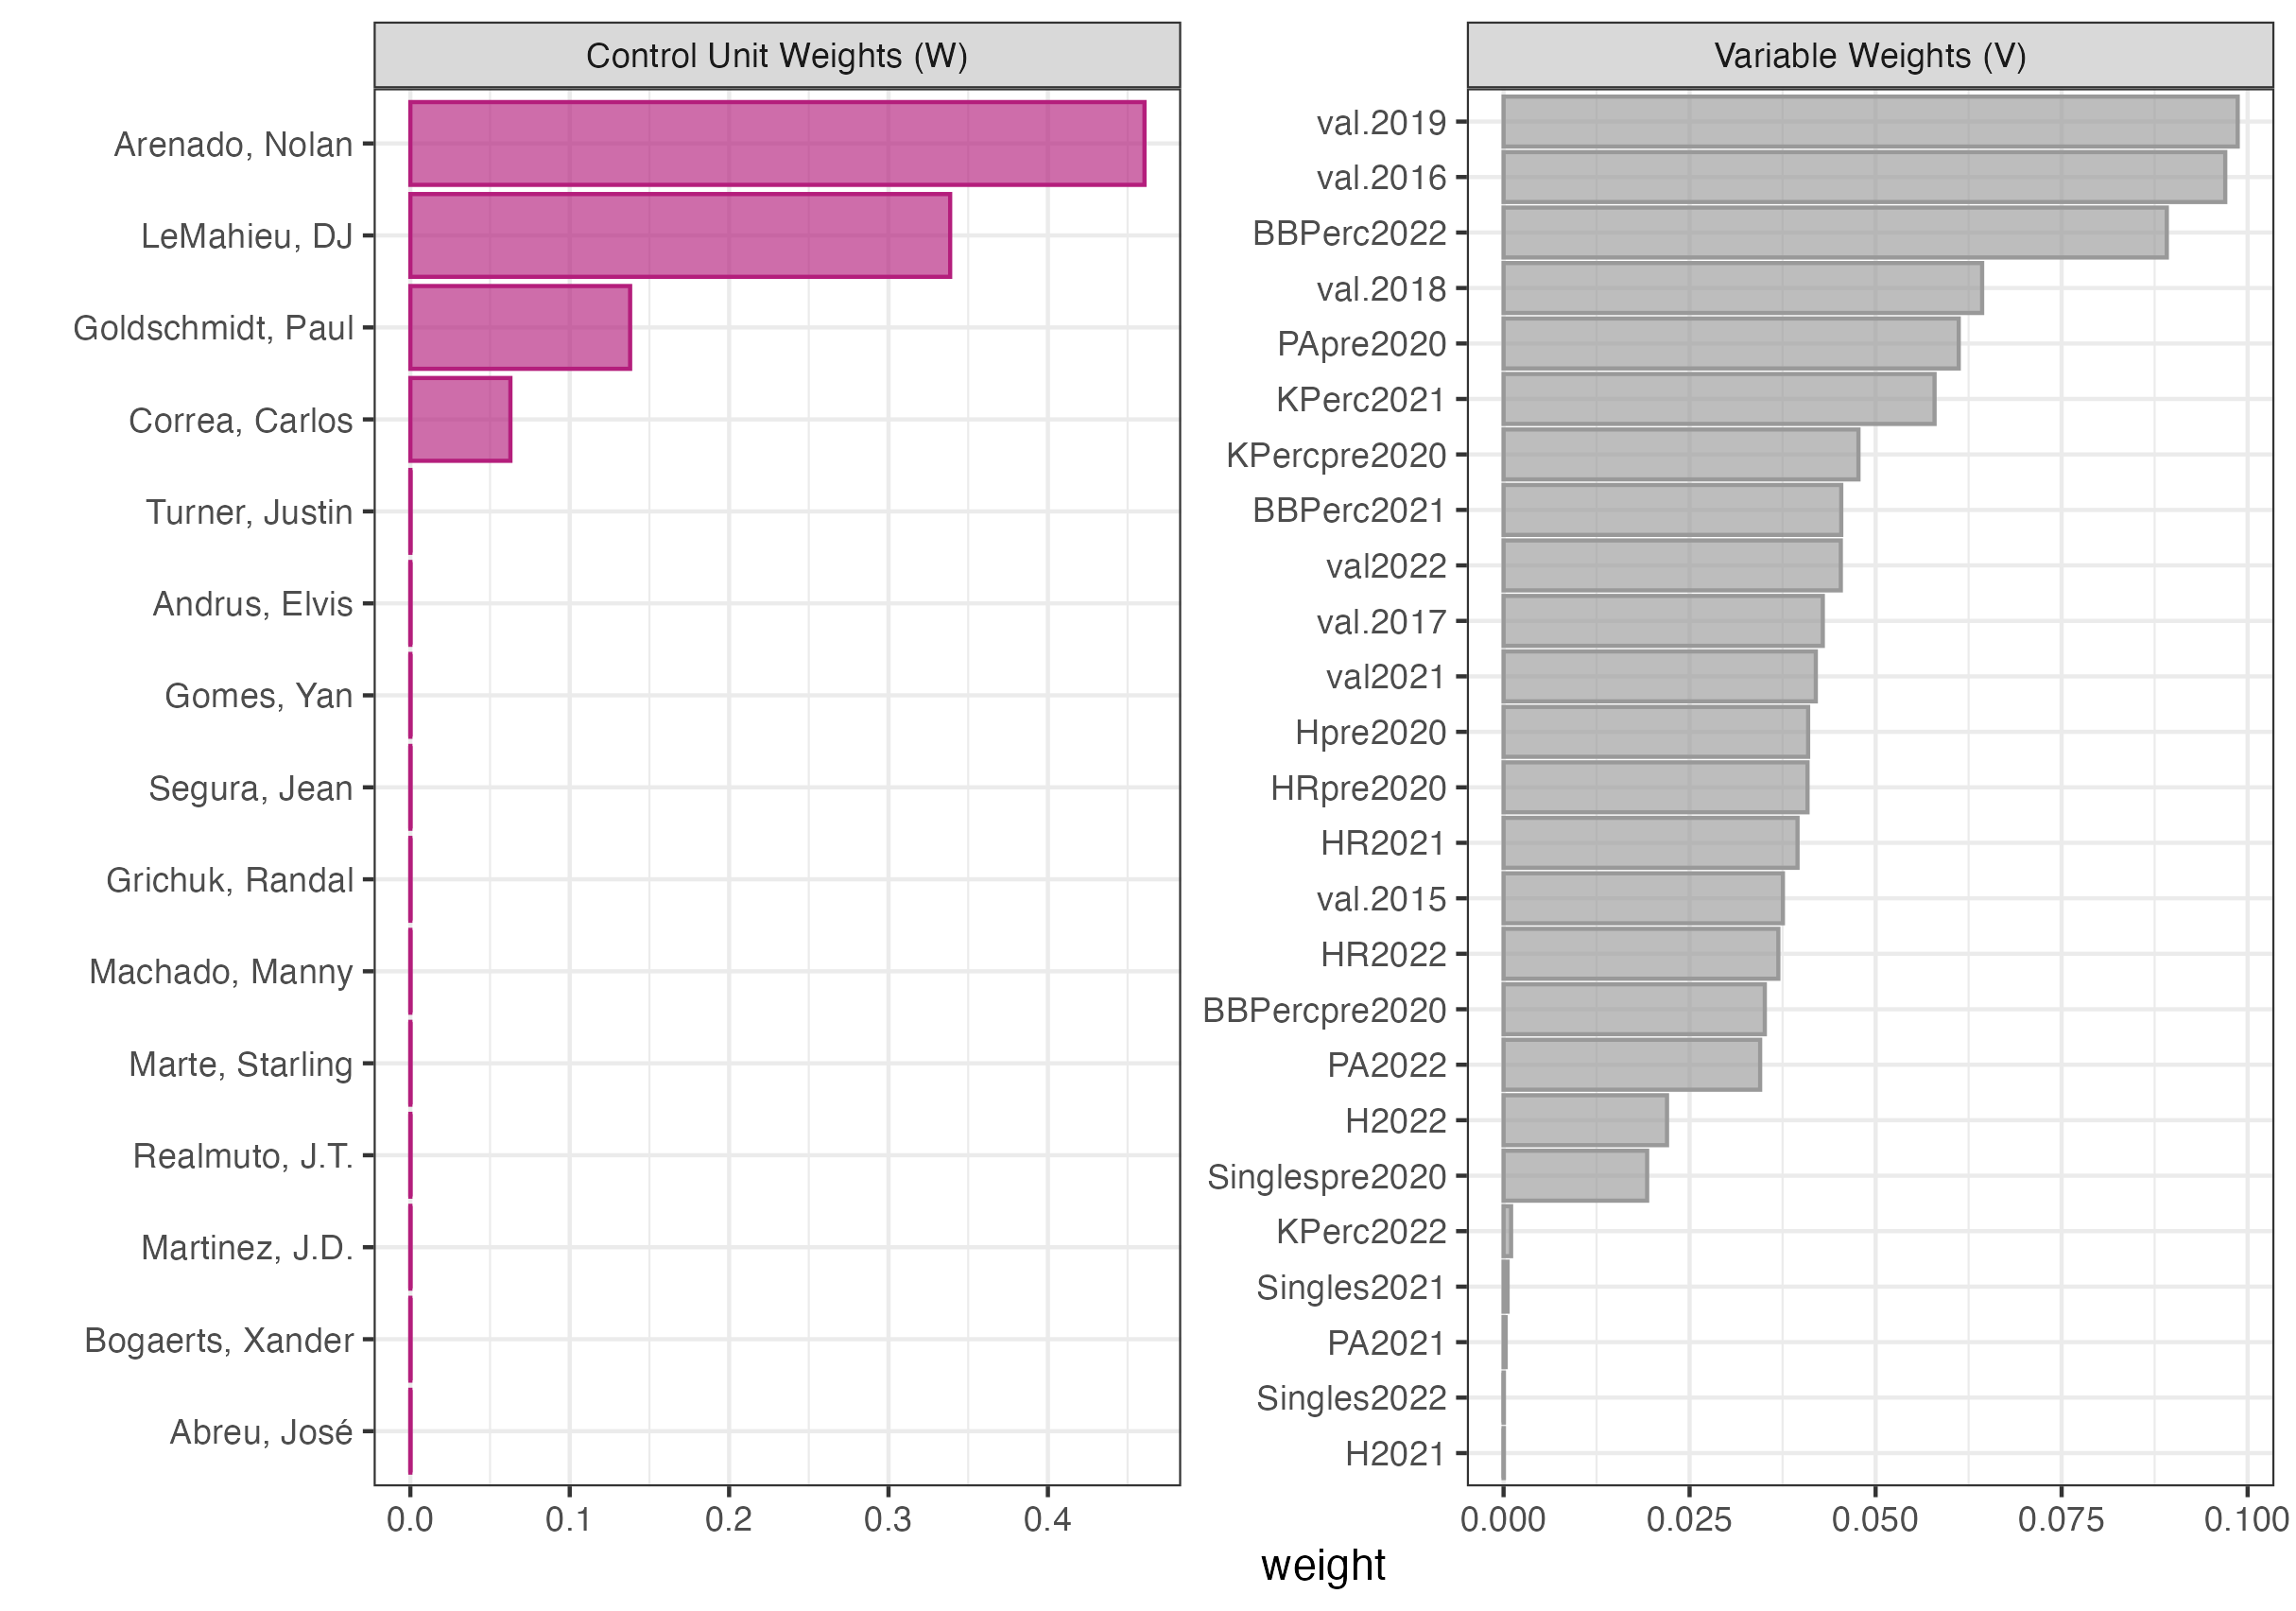 Control Unit Weights (W)
Arenado, Nolan
LeMahieu, DJ
Goldschmidt, Paul
Correa, Carlos
Turner, Justin
Andrus, Elvis
Gomes, Yan
Segura, Jean
Grichuk, Randal
Machado, Manny
Marte, Starling
Realmuto, J.T.
Martinez, J.D.
Bogaerts, Xander
Abreu, José
0.0 0.1 0.2 0.3 0.4
Variable Weights (V)
val.2019
val.2016
BBPerc2022
val.2018
PApre2020
KPerc2021
KPercpre2020
BBPerc2021
val2022
val.2017
val2021
Hpre2020
HRpre2020
HR2021
val.2015
HR2022
BBPercpre2020
PA2022
H2022
Singlespre2020
KPerc2022
Singles2021
PA2021
Singles2022
H2021
0.000 0.025 0.050 0.075 0.100
weight